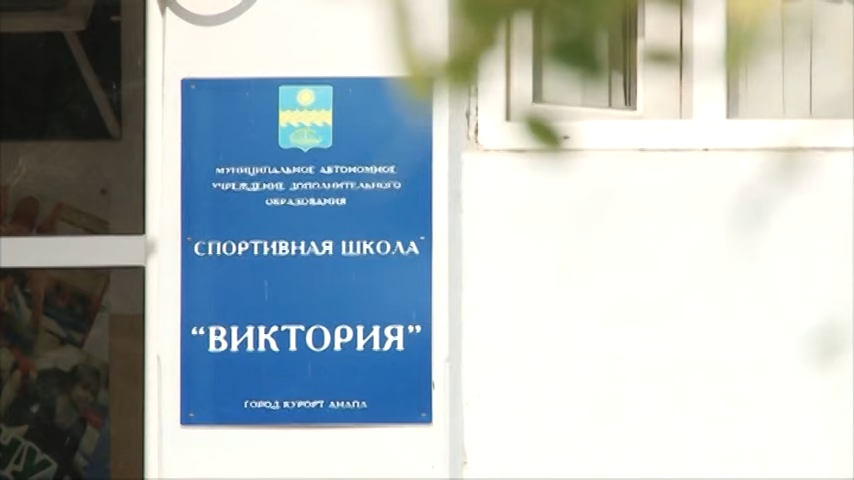 МУНИЦИПАЛЬНОЕ АВТОНОМНОЕ
УЧРЕЖДЕНИЕ ДОПОЛНИТЕЛЬНОГО
ОБРАЗОВАНИЯ
СПОРТИВНАЯ ШКОЛА
“ВИКТОРИЯ”
ГОРОД КУРОРТ АНАПА